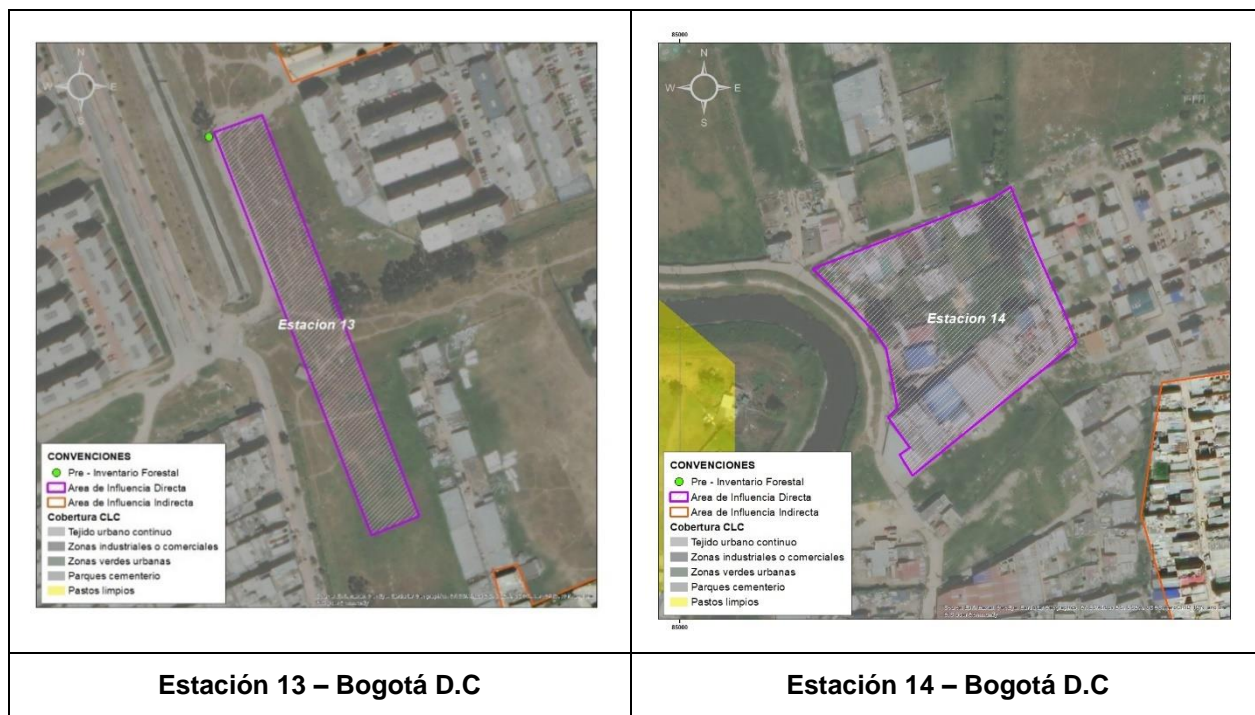 N
W E
S
Estacion 13
CONVENCIONES
Pre - Inventario Forestal
Area de Influencia Directa
Area de Influencia Indirecta
Cobertura CLC
Tejido urbano continuo
Zonas industriales o comerciales
Zonas verdes urbanas
Parques cementerio
Pastos limpios
Estación 13 – Bogotá D.C
85000
N
W E
S
Estacion 14
CONVENCIONES
Pre - Inventario Forestal
Area de Influencia Directa
Area de Influencia Indirecta
Cobertura CLC
Tejido urbano continuo
Zonas industriales o comerciales
Zonas verdes urbanas
Parques cementerio
Pastos limpios
85000
Estación 14 – Bogotá D.C